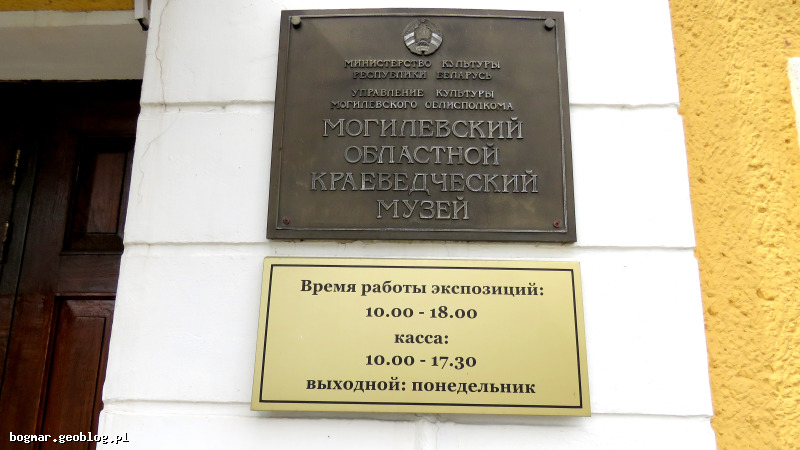 МИНИСТЕРСТВО КУЛЬТУРЫ
РЕСПУБЛИКИ БЕЛАРУСЬ
УПРАВЛЕНИЕ КУЛЬТУРЫ
МОГИЛЕВСКОГО ОБЛИСПОЛКОМА
МОГИЛЕВСКИЙ
ОБЛАСТНОЙ
КРАЕВЕДЧЕСКИЙ
МУЗЕЙ
Время работы экспозиций:
10.00 - 18.00
касса:
10.00 - 17.30
выходной: понедельник
bogmar.geoblog.pl